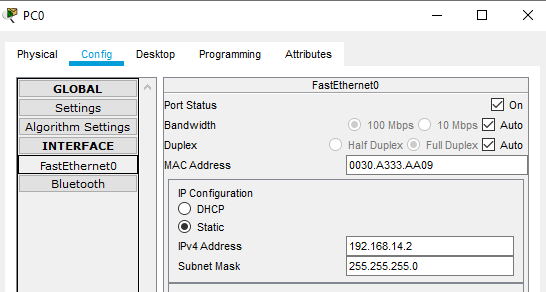 PC0
Physical Config Desktop Programming Attributes
GLOBAL
Settings
Algorithm Settings
INTERFACE
FastEthernet0
Bluetooth
FastEthernet0
Port Status On
Bandwidth 100 Mbps 10 Mbps Auto
Duplex Half Duplex Full Duplex Auto
MAC Address 0030.A333.AA09
IP Configuration
DHCP
Static
IPv4 Address 192.168.14.2
Subnet Mask 255.255.255.0